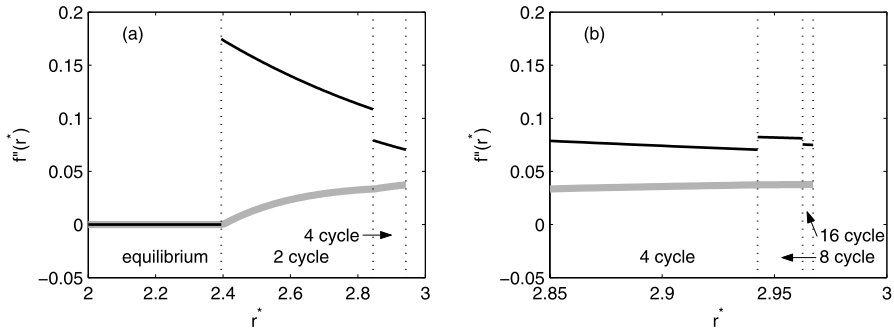 (a)
0.2
0.15
0.1
0.05
0
−0.05
f"(r*)
4 cycle
equilibrium
2 cycle
2
2.2
2.4
2.6
2.8
3
r*
(b)
0.2
0.15
0.1
0.05
0
−0.05
f"(r*)
16 cycle
4 cycle
8 cycle
2.85
2.9
2.95
3
r*